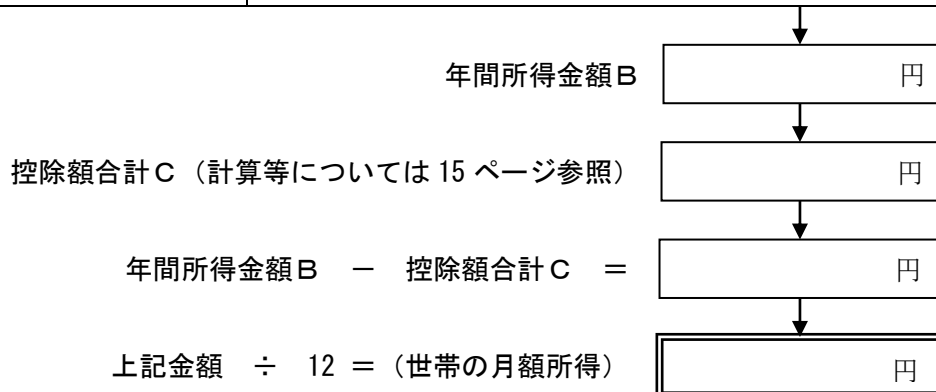 年間所得金額Ｂ　円
控除額合計Ｃ（計算等については 15 ページ参照）　円
年間所得金額Ｂ　－　控除額合計Ｃ　＝　円
上記金額　÷　12 ＝（世帯の月額所得）　円